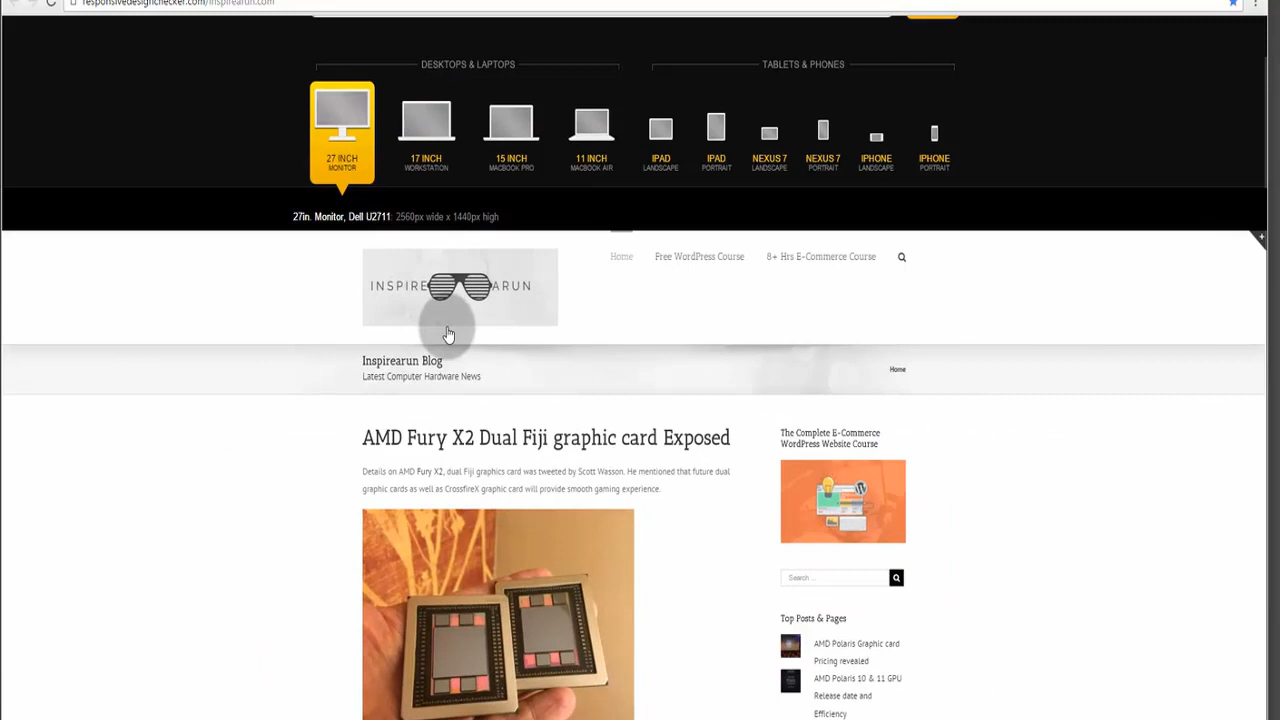 responsivedesignchecker.com/inspirearun.com
DESKTOPS & LAPTOPS
TABLETS & PHONES
27 INCH
MONITOR
17 INCH
WORKSTATION
15 INCH
MACBOOK PRO
11 INCH
MACBOOK AIR
IPAD
LANDSCAPE
IPAD
PORTRAIT
NEXUS 7
LANDSCAPE
NEXUS 7
PORTRAIT
IPHONE
LANDSCAPE
IPHONE
PORTRAIT
27in. Monitor, Dell U2711: 2560px wide x 1440px high
INSPIRE ARUN
Home
Free WordPress Course
8+ Hrs E-Commerce Course
Inspirearun Blog
Latest Computer Hardware News
Home
AMD Fury X2 Dual Fiji graphic card Exposed
Details on AMD Fury X2, dual Fiji graphics card was tweeted by Scott Wasson. He mentioned that future dual
graphic cards as well as CrossfireX graphic card will provide smooth gaming experience.
The Complete E-Commerce
WordPress Website Course
Search ...
Top Posts & Pages
AMD Polaris Graphic card
Pricing revealed
AMD Polaris 10 & 11 GPU
Release date and
Efficiency